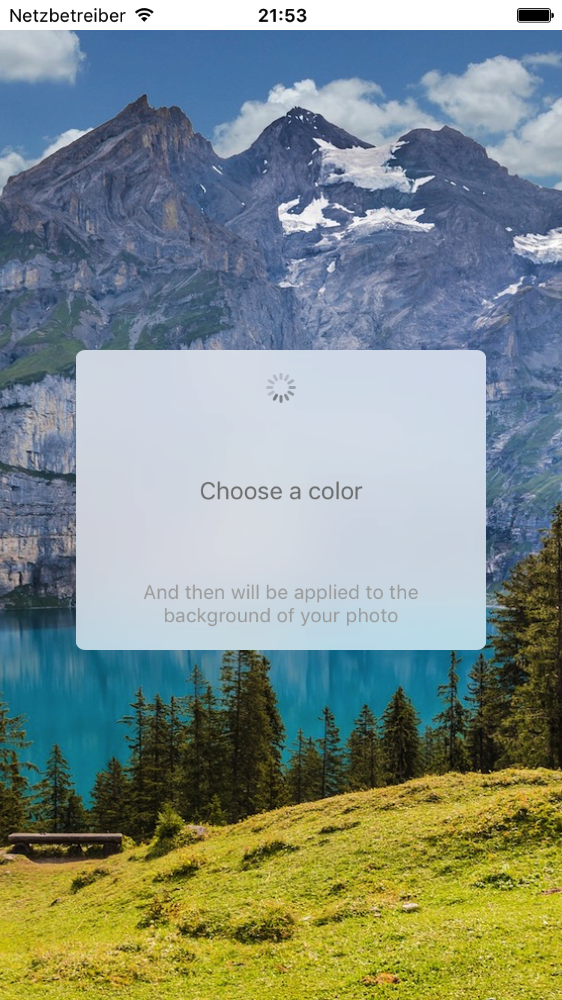 Netzbetreiber 21:53
Choose a color
And then will be applied to the
background of your photo